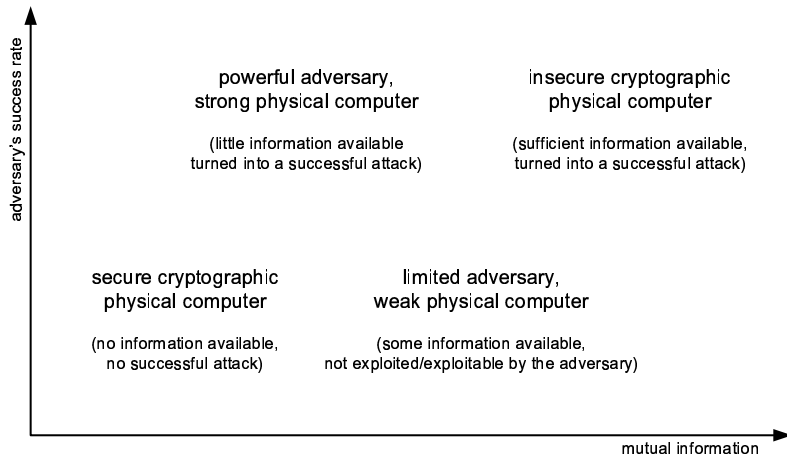 adversary's success rate
powerful adversary,
strong physical computer
(little information available
turned into a successful attack)
insecure cryptographic
physical computer
(sufficient information available,
turned into a successful attack)
secure cryptographic
physical computer
(no information available,
no successful attack)
limited adversary,
weak physical computer
(some information available,
not exploited/exploitable by the adversary)
mutual information